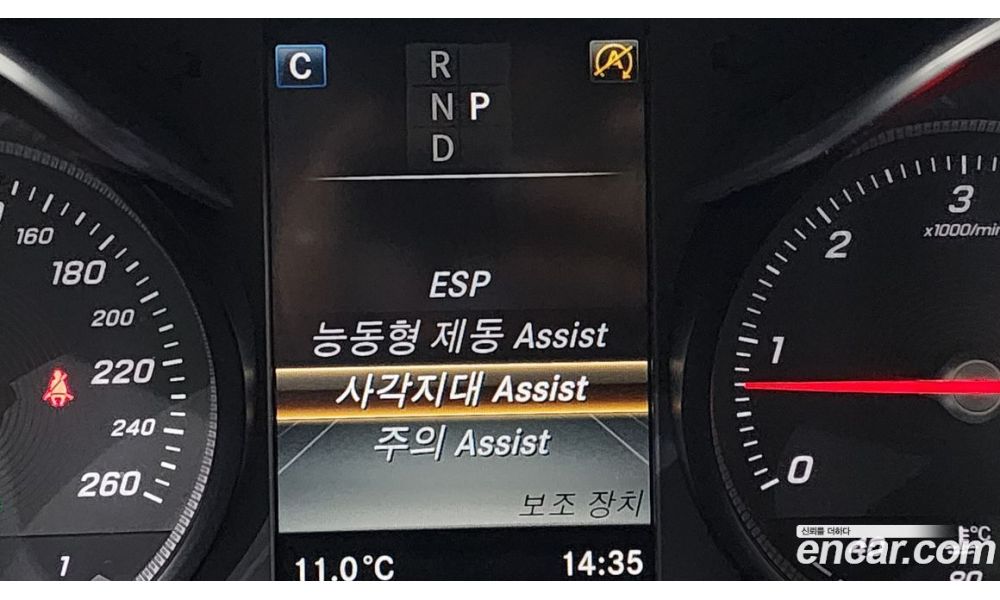 C
R
N P
D
A
ESP
능동형 제동 Assist
사각지대 Assist
주의 Assist
보조 장치
11.0°C
14:35
160
180
200
220
240
260
1
3
x1000/min
2
1
0
°C
80
신뢰를 더하다
encar.com